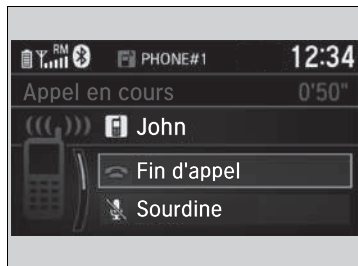 RM PHONE#1 12:34
Appel en cours 0'50"
John
Fin d'appel
Sourdine